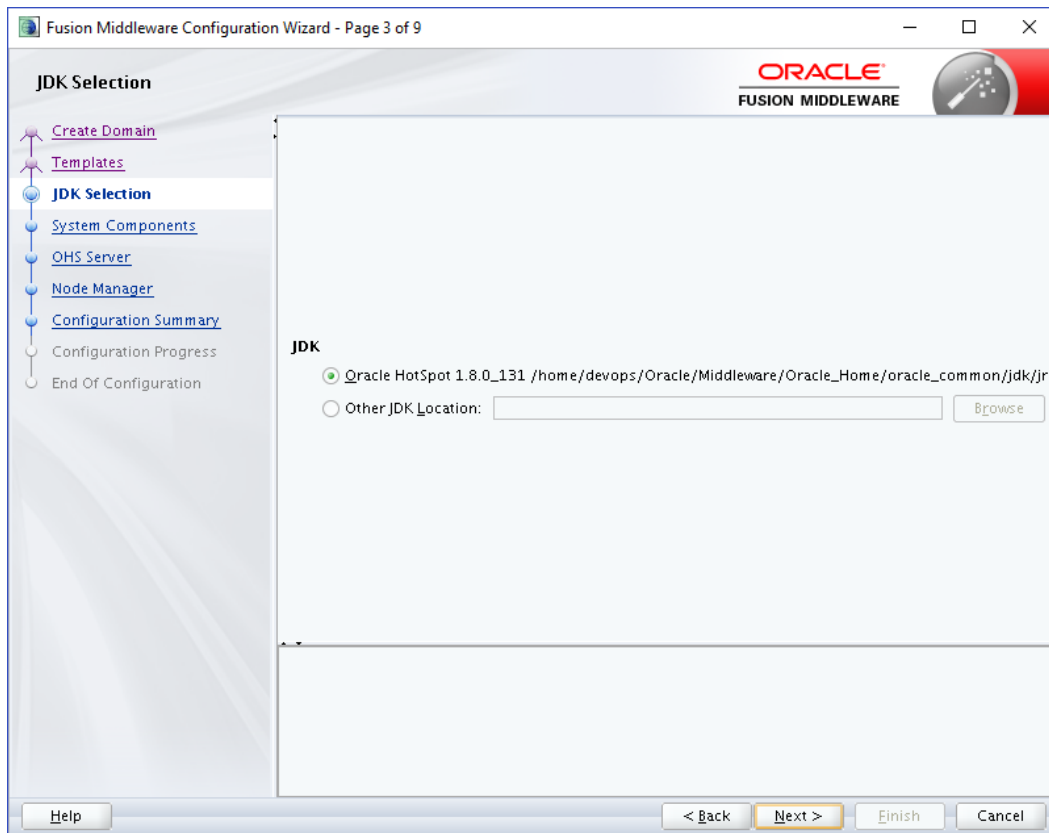 Fusion Middleware Configuration Wizard - Page 3 of 9
JDK Selection
ORACLE
FUSION MIDDLEWARE
Create Domain
Templates
JDK Selection
System Components
OHS Server
Node Manager
Configuration Summary
Configuration Progress
End Of Configuration
JDK
Oracle HotSpot 1.8.0_131 /home/devops/Oracle/Middleware/Oracle_Home/oracle_common/jdk/jr
Other JDK Location:
Browse
Help
< Back
Next >
Finish
Cancel